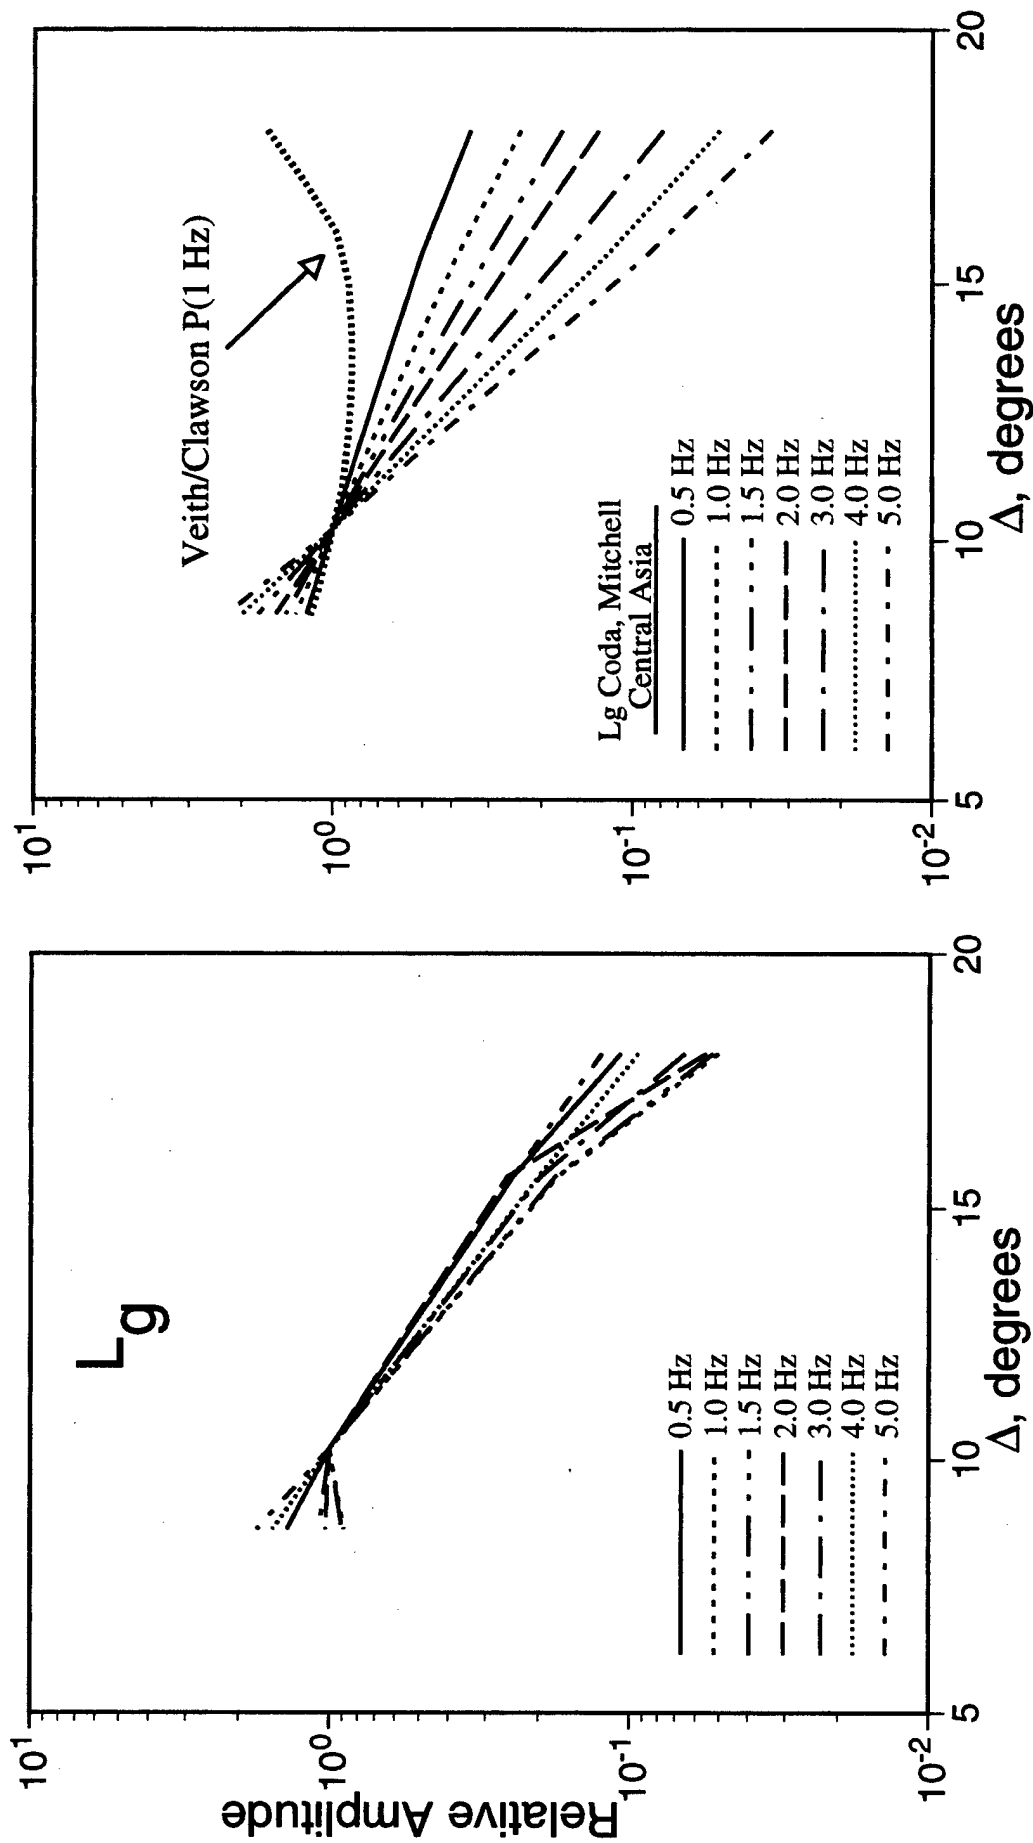 Relative Amplitude
10¹
10⁰
10⁻¹
10⁻²
Lg
0.5 Hz
1.0 Hz
1.5 Hz
2.0 Hz
3.0 Hz
4.0 Hz
5.0 Hz
5
10
15
20
Δ, degrees
10¹
10⁰
10⁻¹
10⁻²
Veith/Clawson P(1 Hz)
Lg Coda, Mitchell
Central Asia
0.5 Hz
1.0 Hz
1.5 Hz
2.0 Hz
3.0 Hz
4.0 Hz
5.0 Hz
5
10
15
20
Δ, degrees